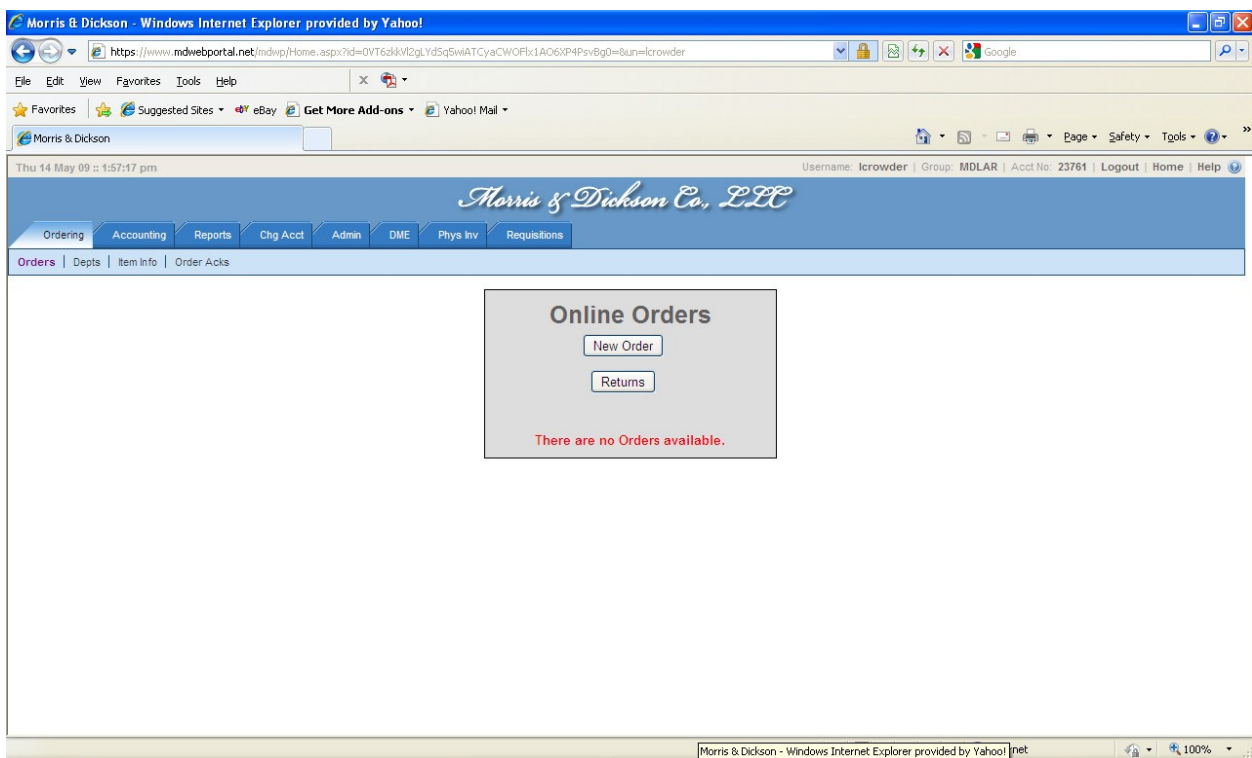 Morris & Dickson - Windows Internet Explorer provided by Yahoo!
https://www.mdwebportal.net/mdwp/Home.aspx?id=0VT6zkkVl2gLYdSq5wiATCyaCWOFlx1AO6XP4PsvBg0=&un=lcrowder
Google
File Edit View Favorites Tools Help
X
Favorites Suggested Sites eBay Get More Add-ons Yahoo! Mail
Morris & Dickson
Page Safety Tools »
Thu 14 May 09 :: 1:57:17 pm
Username: lcrowder | Group: MDLAR | Acct No: 23761 | Logout | Home | Help
Morris & Dickson Co., LLC
Ordering Accounting Reports Chg Acct Admin DME Phys Inv Requisitions
Orders | Depts | Item Info | Order Acks
Online Orders
New Order
Returns
There are no Orders available.
Morris & Dickson - Windows Internet Explorer provided by Yahoo!
100%